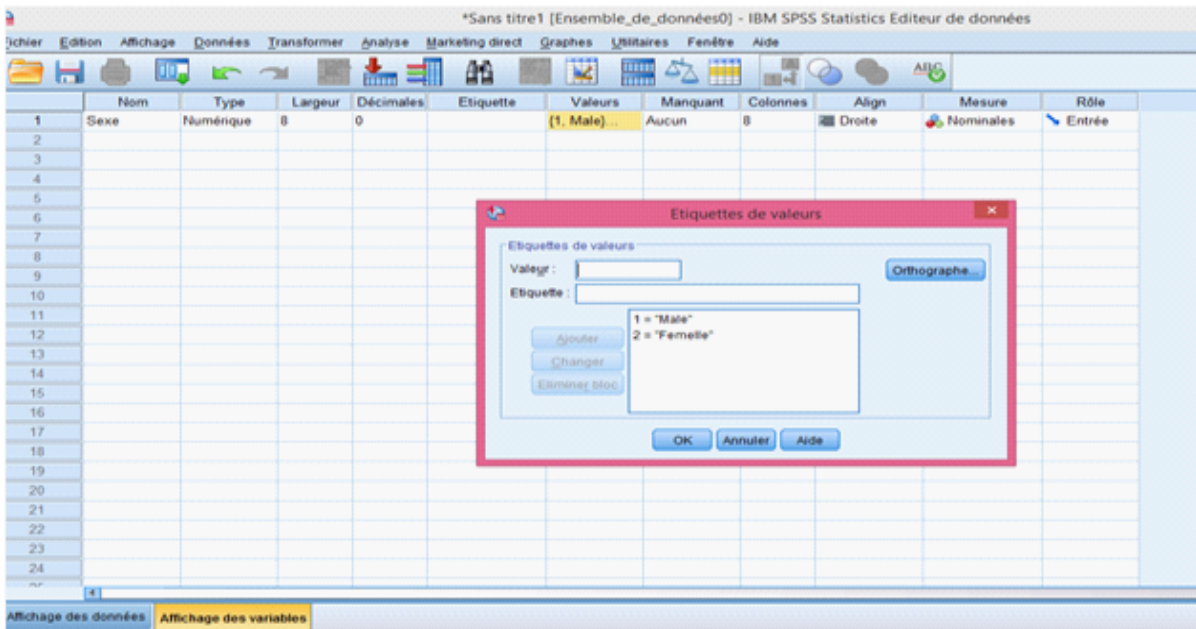 *Sans titre1 [Ensemble_de_données0] - IBM SPSS Statistics Editeur de données
ichier Edition Affichage Données Transformer Analyse Marketing direct Graphes Utilitaires Fenêtre Aide
Nom Type Largeur Décimales Etiquette Valeurs Manquant Colonnes Align Mesure Rôle
1 Sexe Numérique 8 0 {1, Male}... Aucun 8 Droite Nominales Entrée
2
3
4
5
6
7
8
9
10
11
12
13
14
15
16
17
18
19
20
21
22
23
24
Etiquettes de valeurs
Etiquettes de valeurs
Valeur :
Orthographe...
Etiquette :
1 = "Male"
2 = "Femelle"
Ajouter
Changer
Eliminer bloc
OK Annuler Aide
Affichage des données Affichage des variables